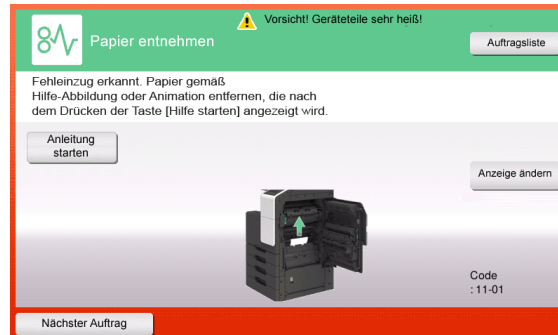 Vorsicht! Geräteteile sehr heiß!
Papier entnehmen
Auftragsliste
Fehleinzug erkannt. Papier gemäß
Hilfe-Abbildung oder Animation entfernen, die nach
dem Drücken der Taste [Hilfe starten] angezeigt wird.
Anleitung
starten
Anzeige ändern
Code
: 11-01
Nächster Auftrag